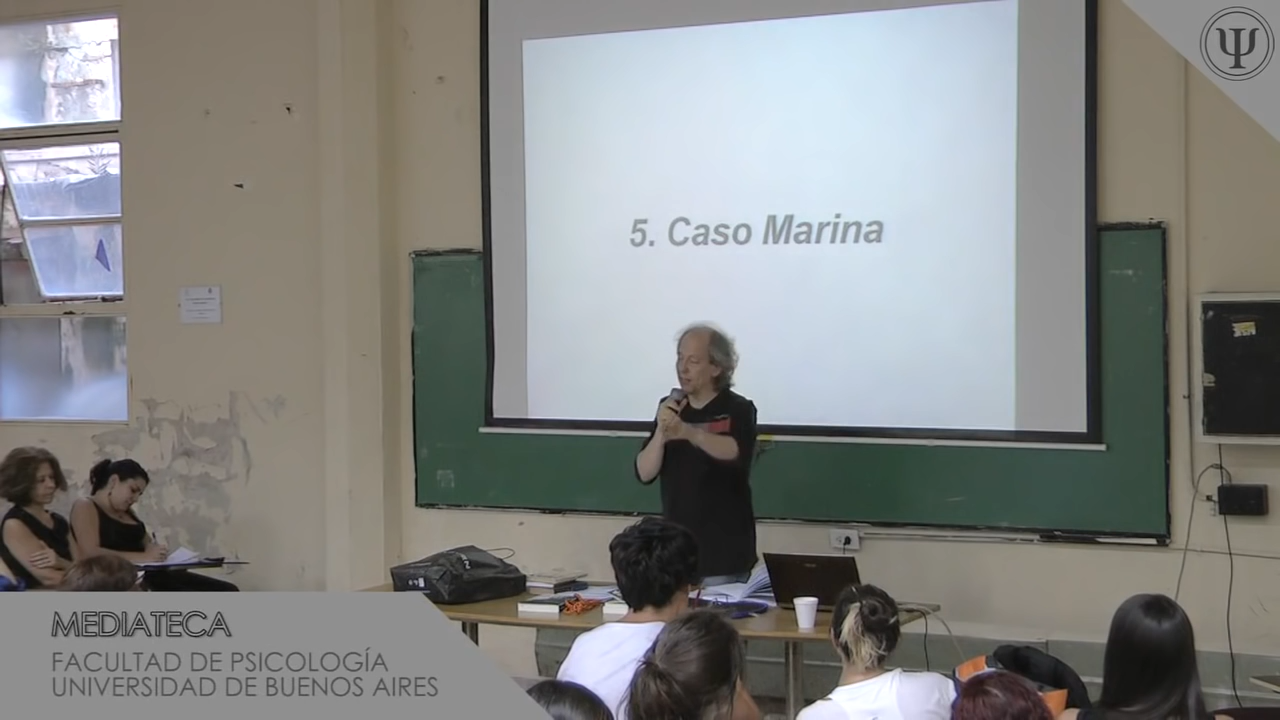 5. Caso Marina
MEDIATECA
FACULTAD DE PSICOLOGÍA
UNIVERSIDAD DE BUENOS AIRES
Ψ